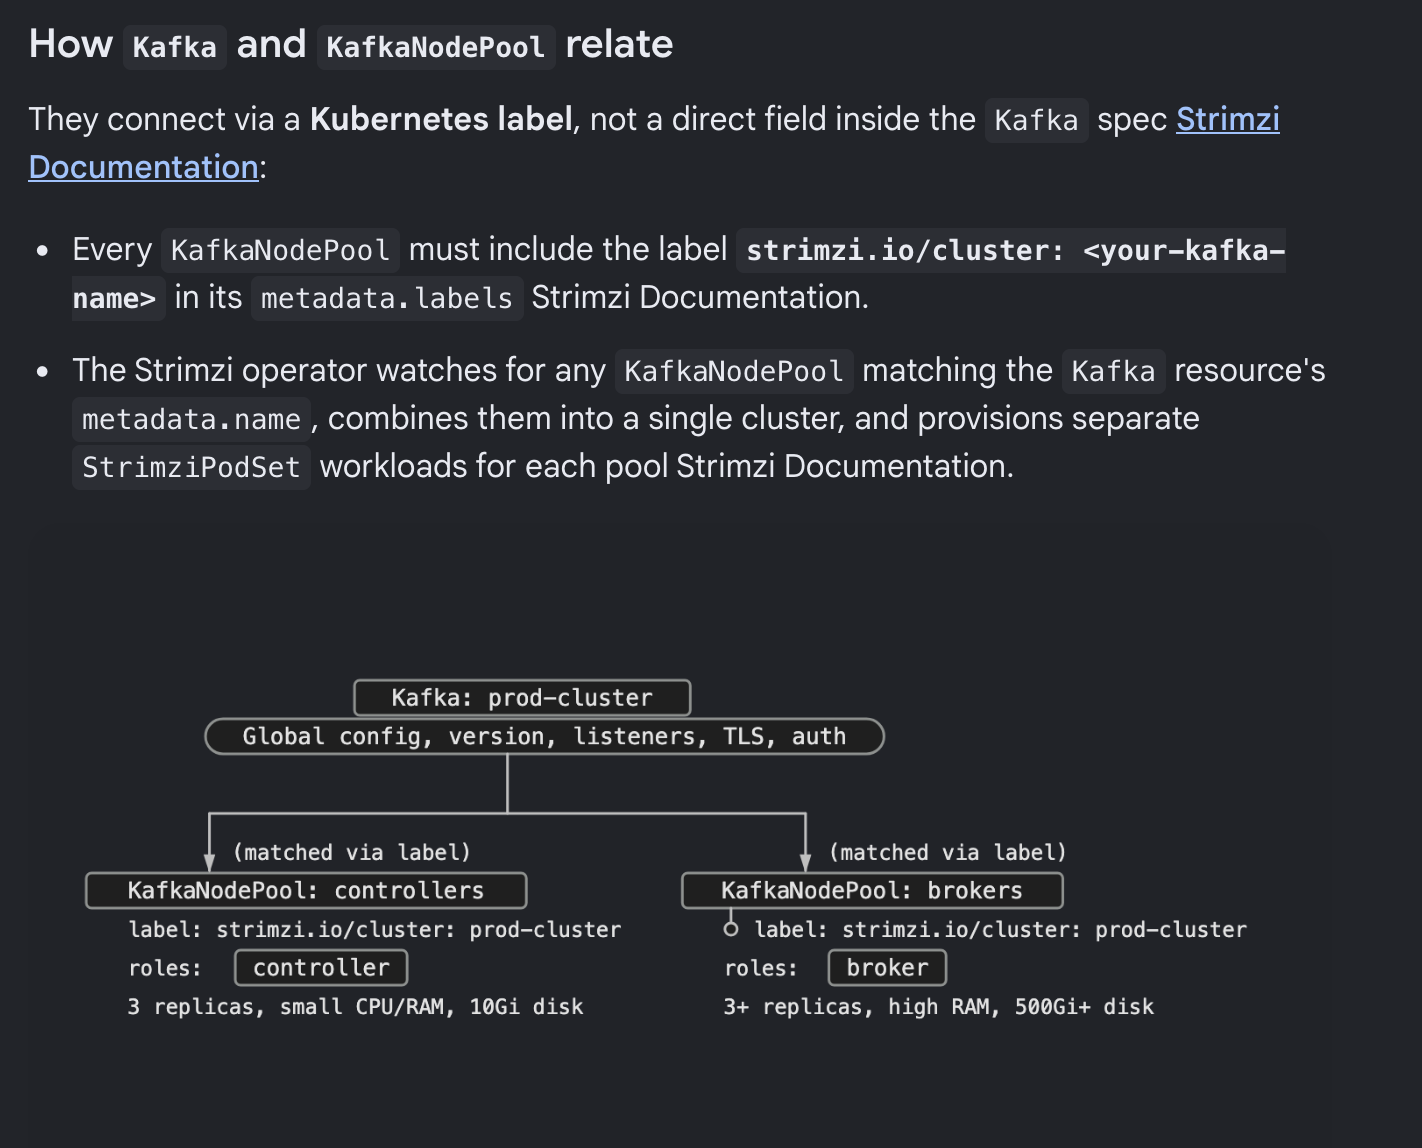 How Kafka and KafkaNodePool relate
They connect via a Kubernetes label, not a direct field inside the Kafka spec Strimzi
Documentation:
• Every KafkaNodePool must include the label strimzi.io/cluster: <your-kafka-
name> in its metadata.labels Strimzi Documentation.
• The Strimzi operator watches for any KafkaNodePool matching the Kafka resource's
metadata.name, combines them into a single cluster, and provisions separate
StrimziPodSet workloads for each pool Strimzi Documentation.
Kafka: prod-cluster
Global config, version, listeners, TLS, auth
(matched via label)
(matched via label)
KafkaNodePool: controllers
KafkaNodePool: brokers
label: strimzi.io/cluster: prod-cluster
label: strimzi.io/cluster: prod-cluster
roles: controller
roles: broker
3 replicas, small CPU/RAM, 10Gi disk
3+ replicas, high RAM, 500Gi+ disk